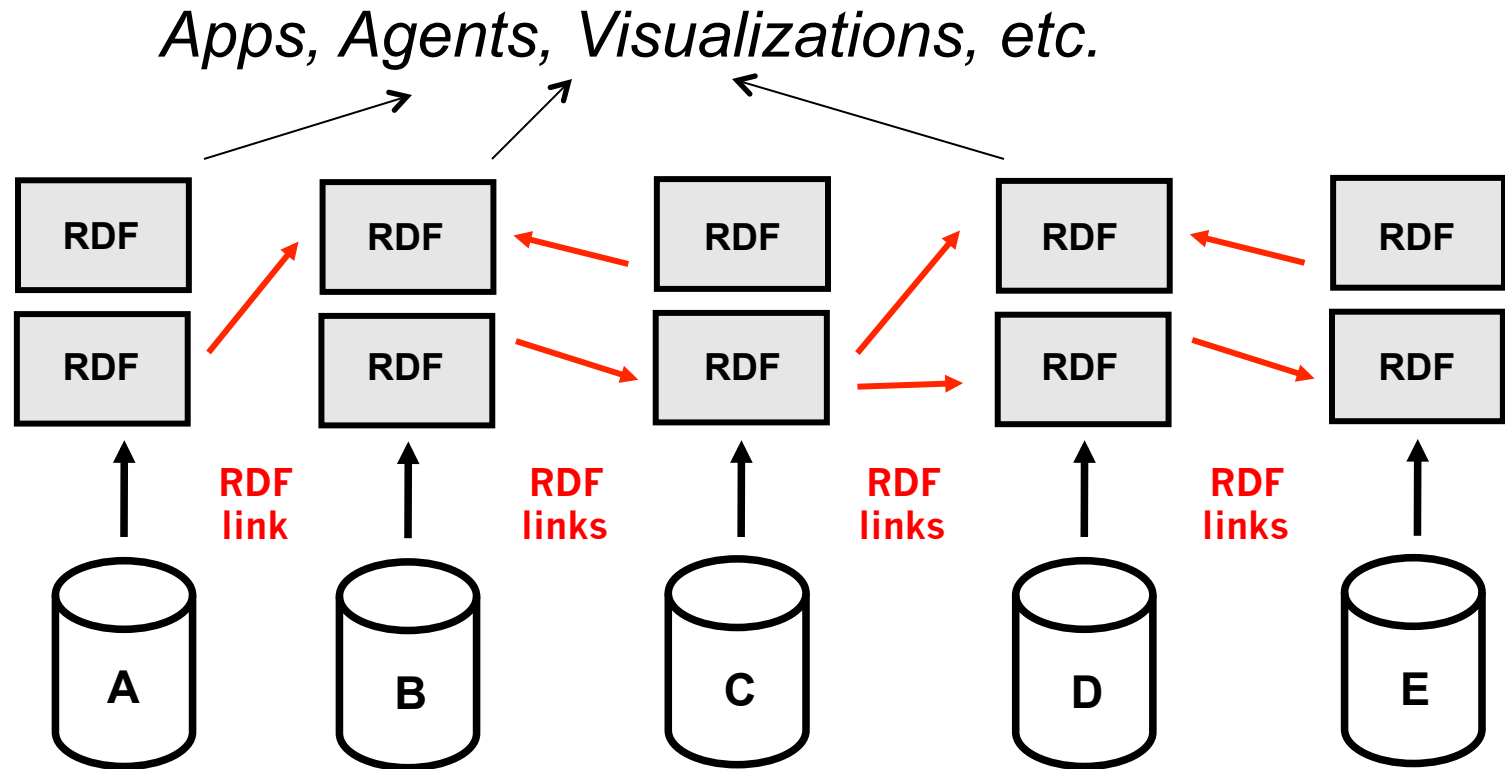 Apps, Agents, Visualizations, etc.
RDF RDF RDF RDF RDF
RDF RDF RDF RDF RDF
RDF RDF RDF RDF
link links links links
A B C D E